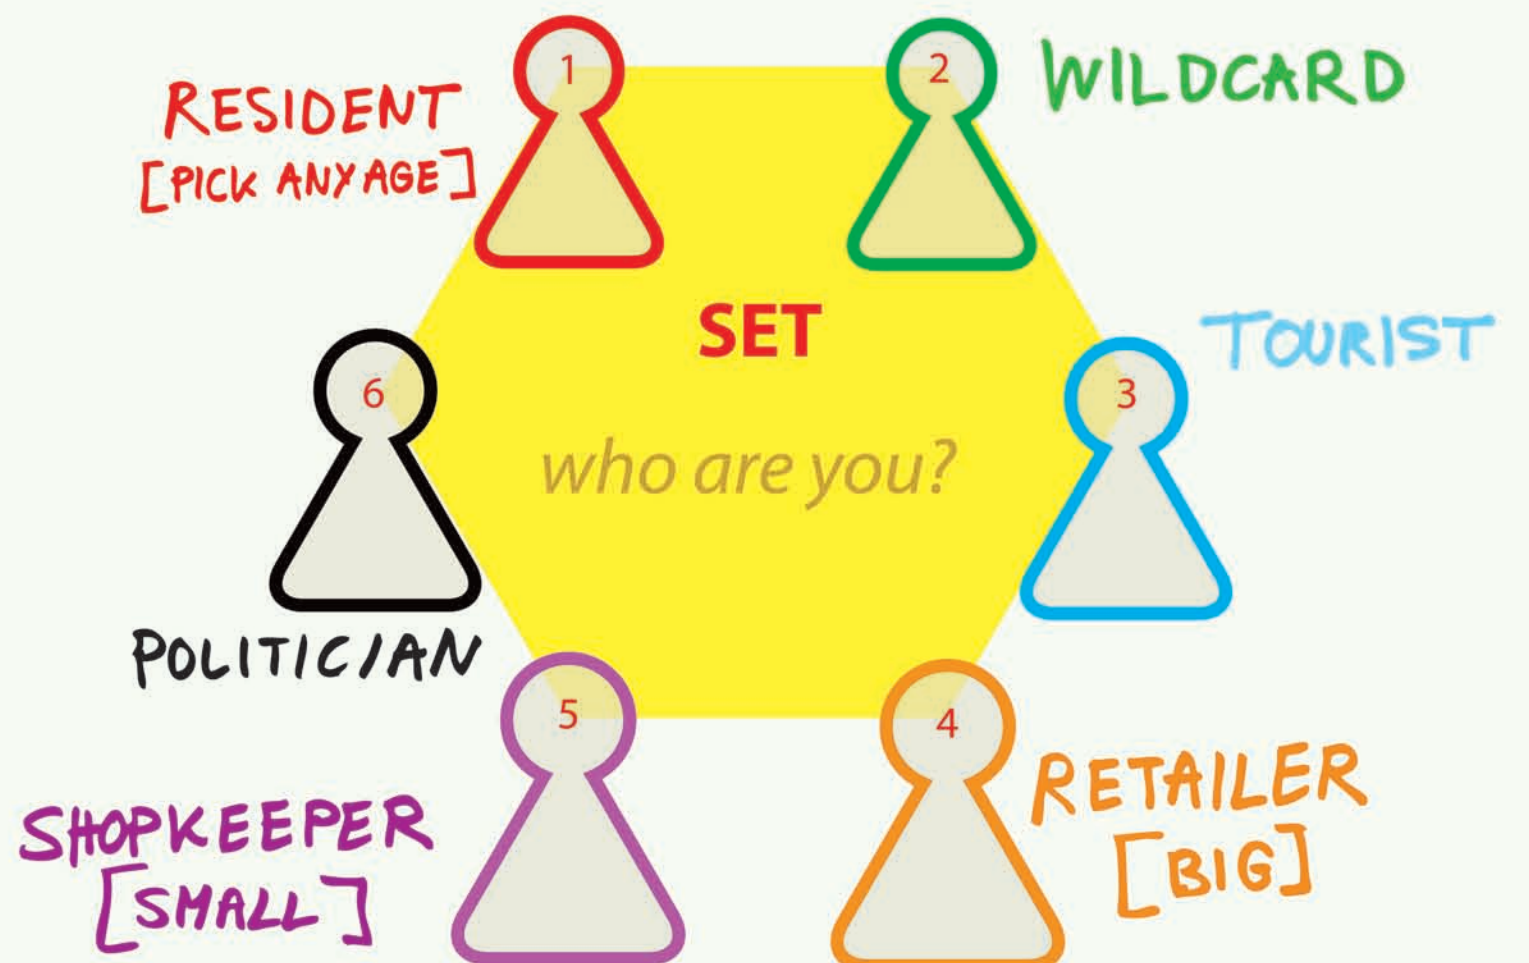 1
RESIDENT
[PICK ANY AGE]
2
WILDCARD
SET
who are you?
3
TOURIST
6
POLITICIAN
5
SHOPKEEPER
[SMALL]
4
RETAILER
[BIG]